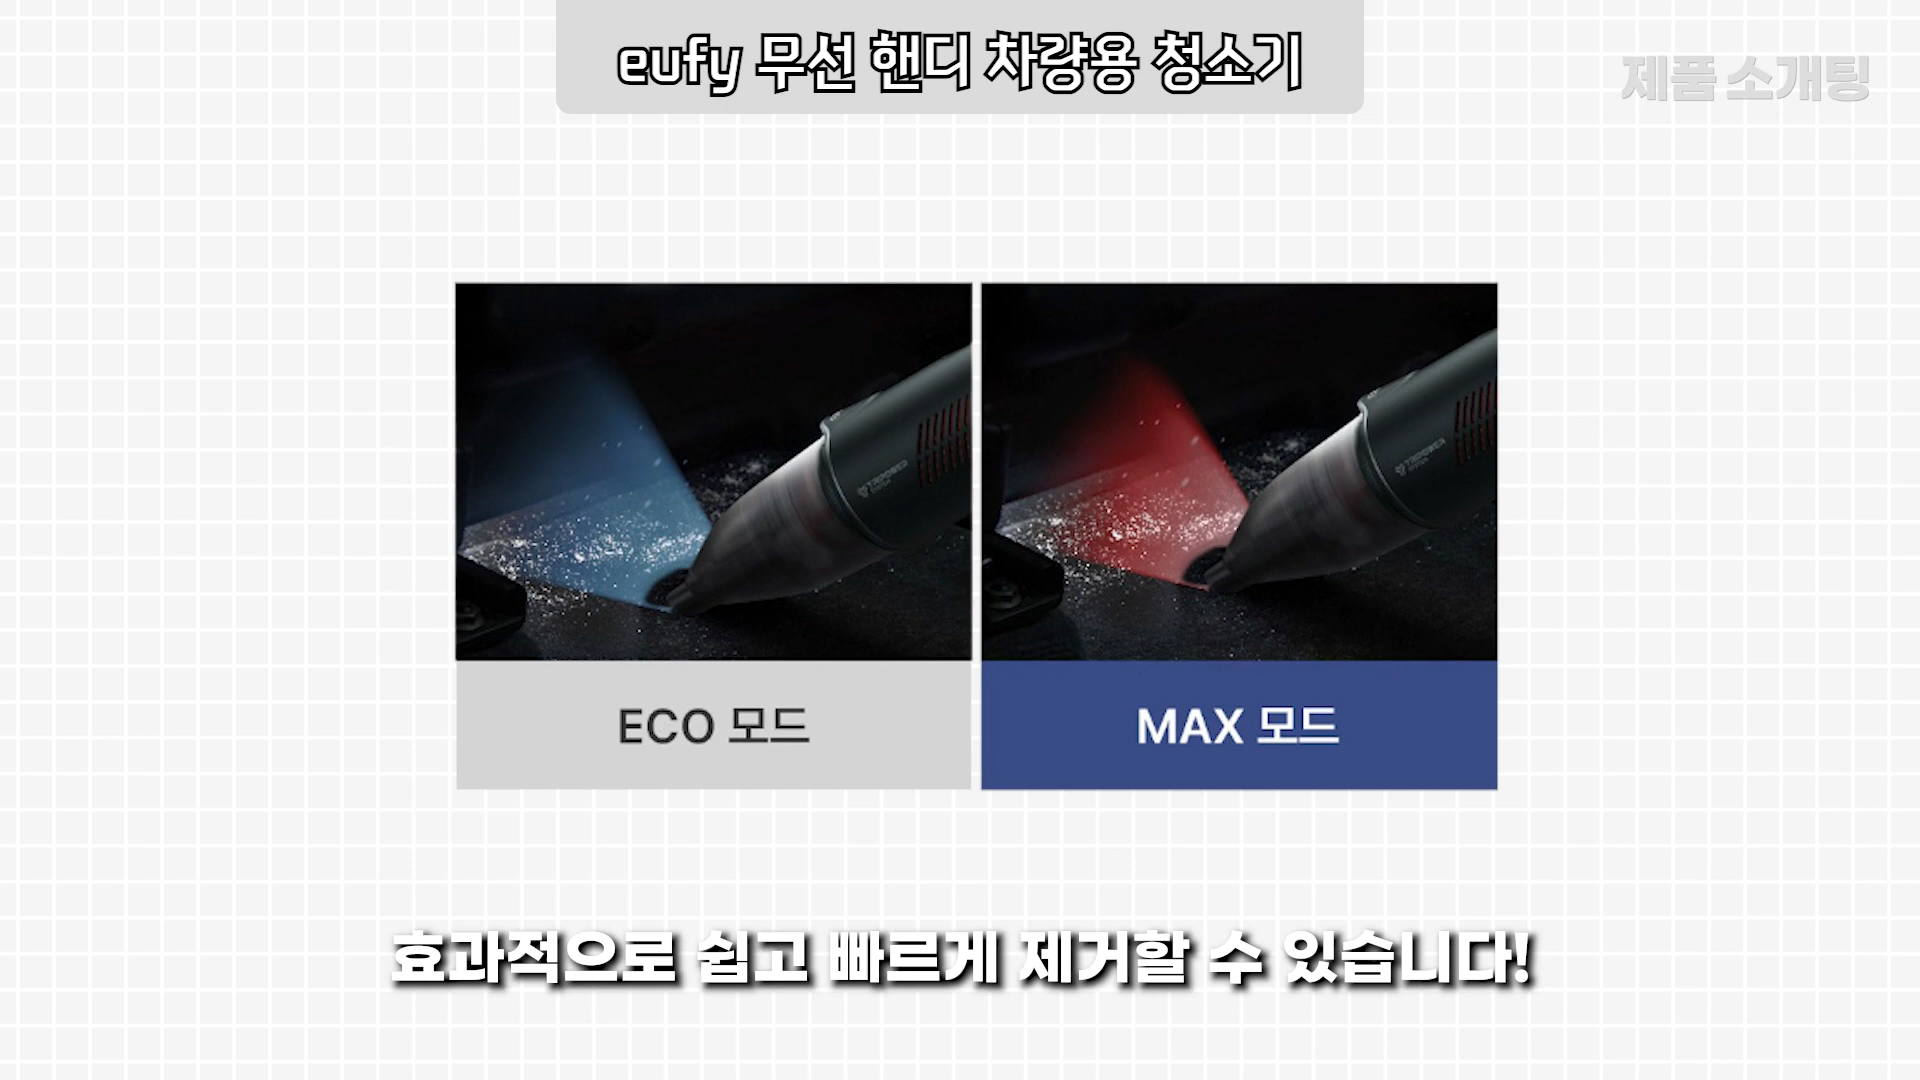 eufy 무선 핸디 차량용 청소기
제품 소개팅
ECO 모드
MAX 모드
효과적으로 쉽고 빠르게 제거할 수 있습니다!